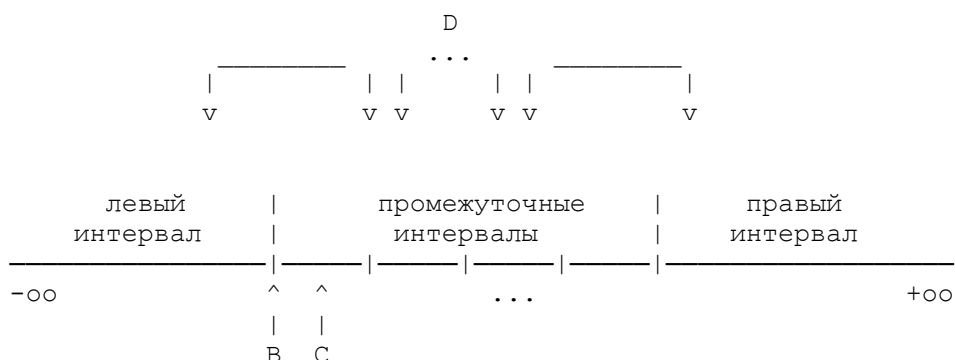 D
...
левый | промежуточные | правый
интервал | интервалы | интервал
-oo ... +oo
B C